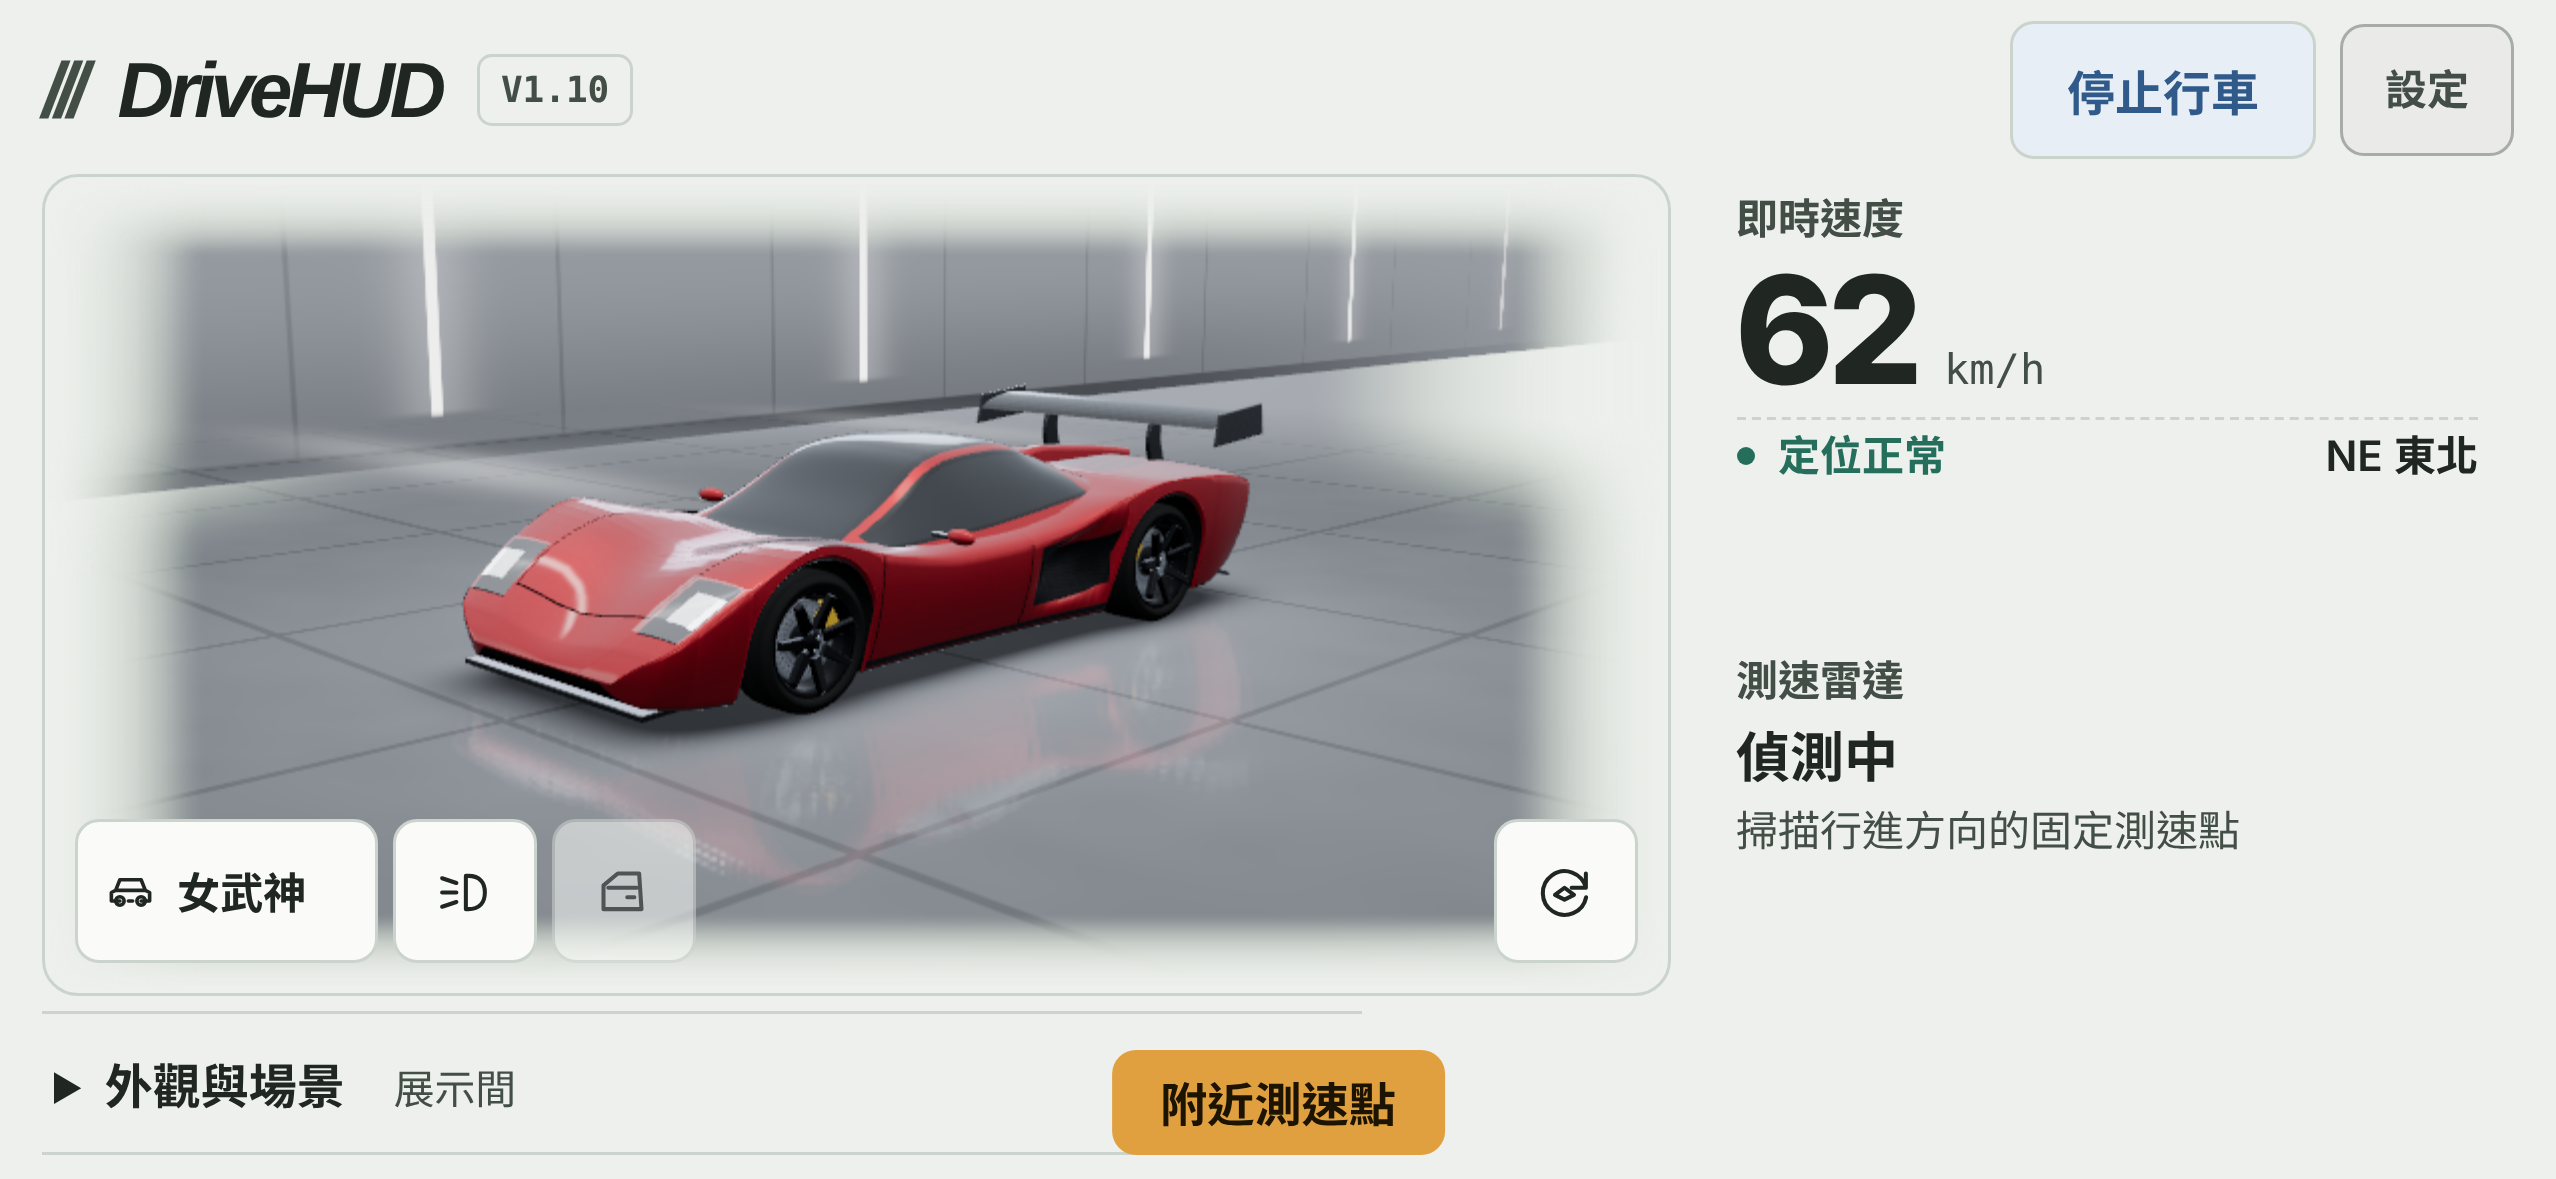 DriveHUD V1.10
停止行車 設定
即時速度
62 km/h
定位正常 NE 東北
測速雷達
偵測中
掃描行進方向的固定測速點
女武神
外觀與場景 展示間
附近測速點